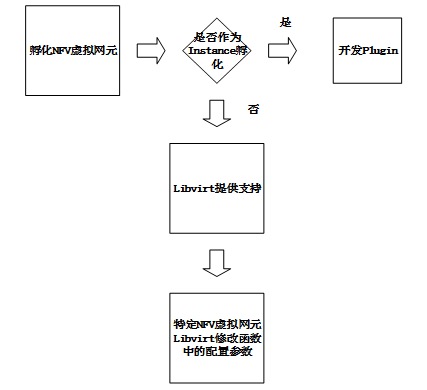 孵化NFV虚拟网元
是否作为
Instance孵
化
是
开发Plugin
否
Libvirt提供支持
特定NFV虚拟网元
Libvirt修改函数
中的配置参数